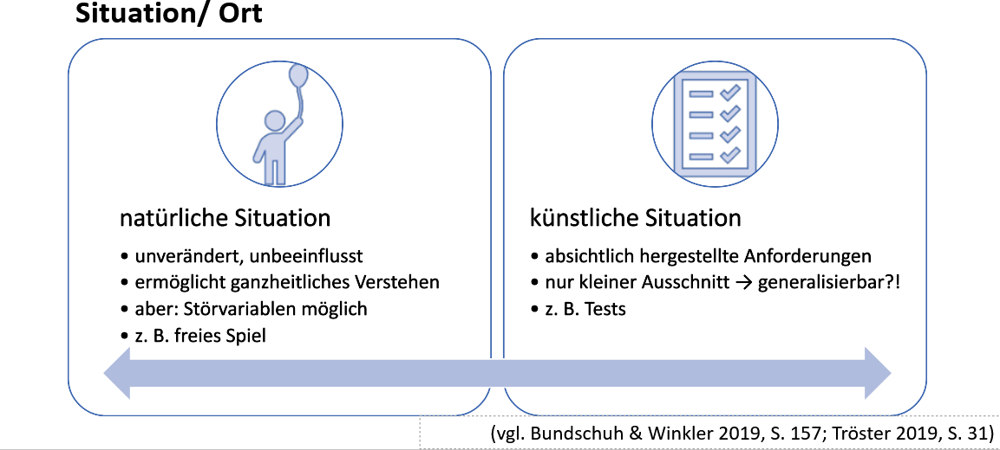 Situation/ Ort
natürliche Situation
• unverändert, unbeeinflusst
• ermöglicht ganzheitliches Verstehen
• aber: Störvariablen möglich
• z. B. freies Spiel
künstliche Situation
• absichtlich hergestellte Anforderungen
• nur kleiner Ausschnitt → generalisierbar?!
• z. B. Tests
(vgl. Bundschuh & Winkler 2019, S. 157; Tröster 2019, S. 31)